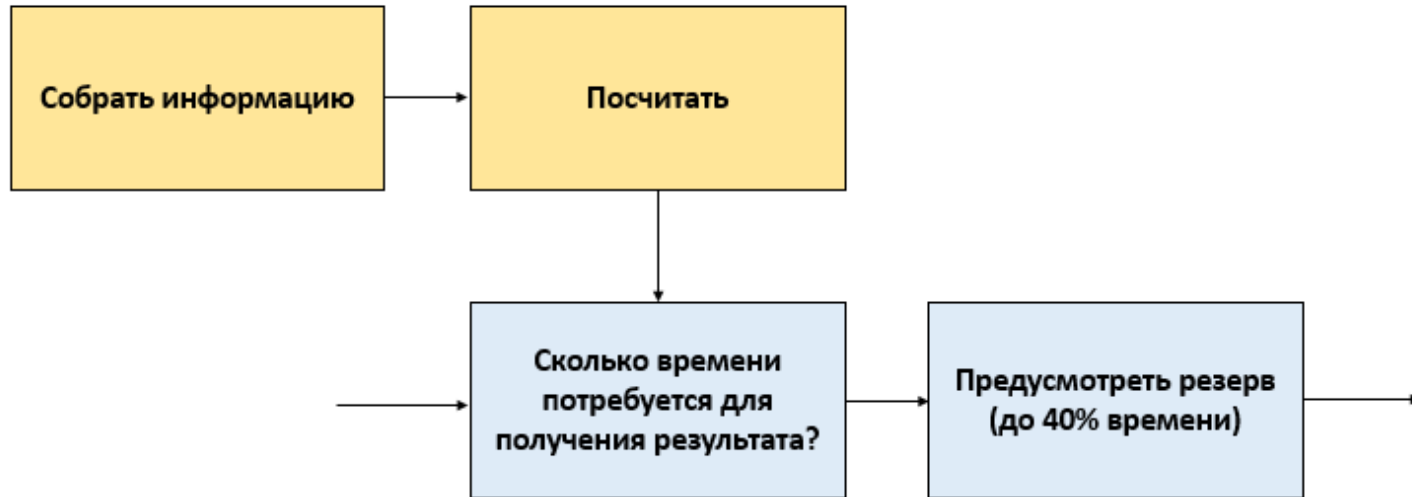 Собрать информацию
Посчитать
Сколько времени
потребуется для
получения результата?
Предусмотреть резерв
(до 40% времени)